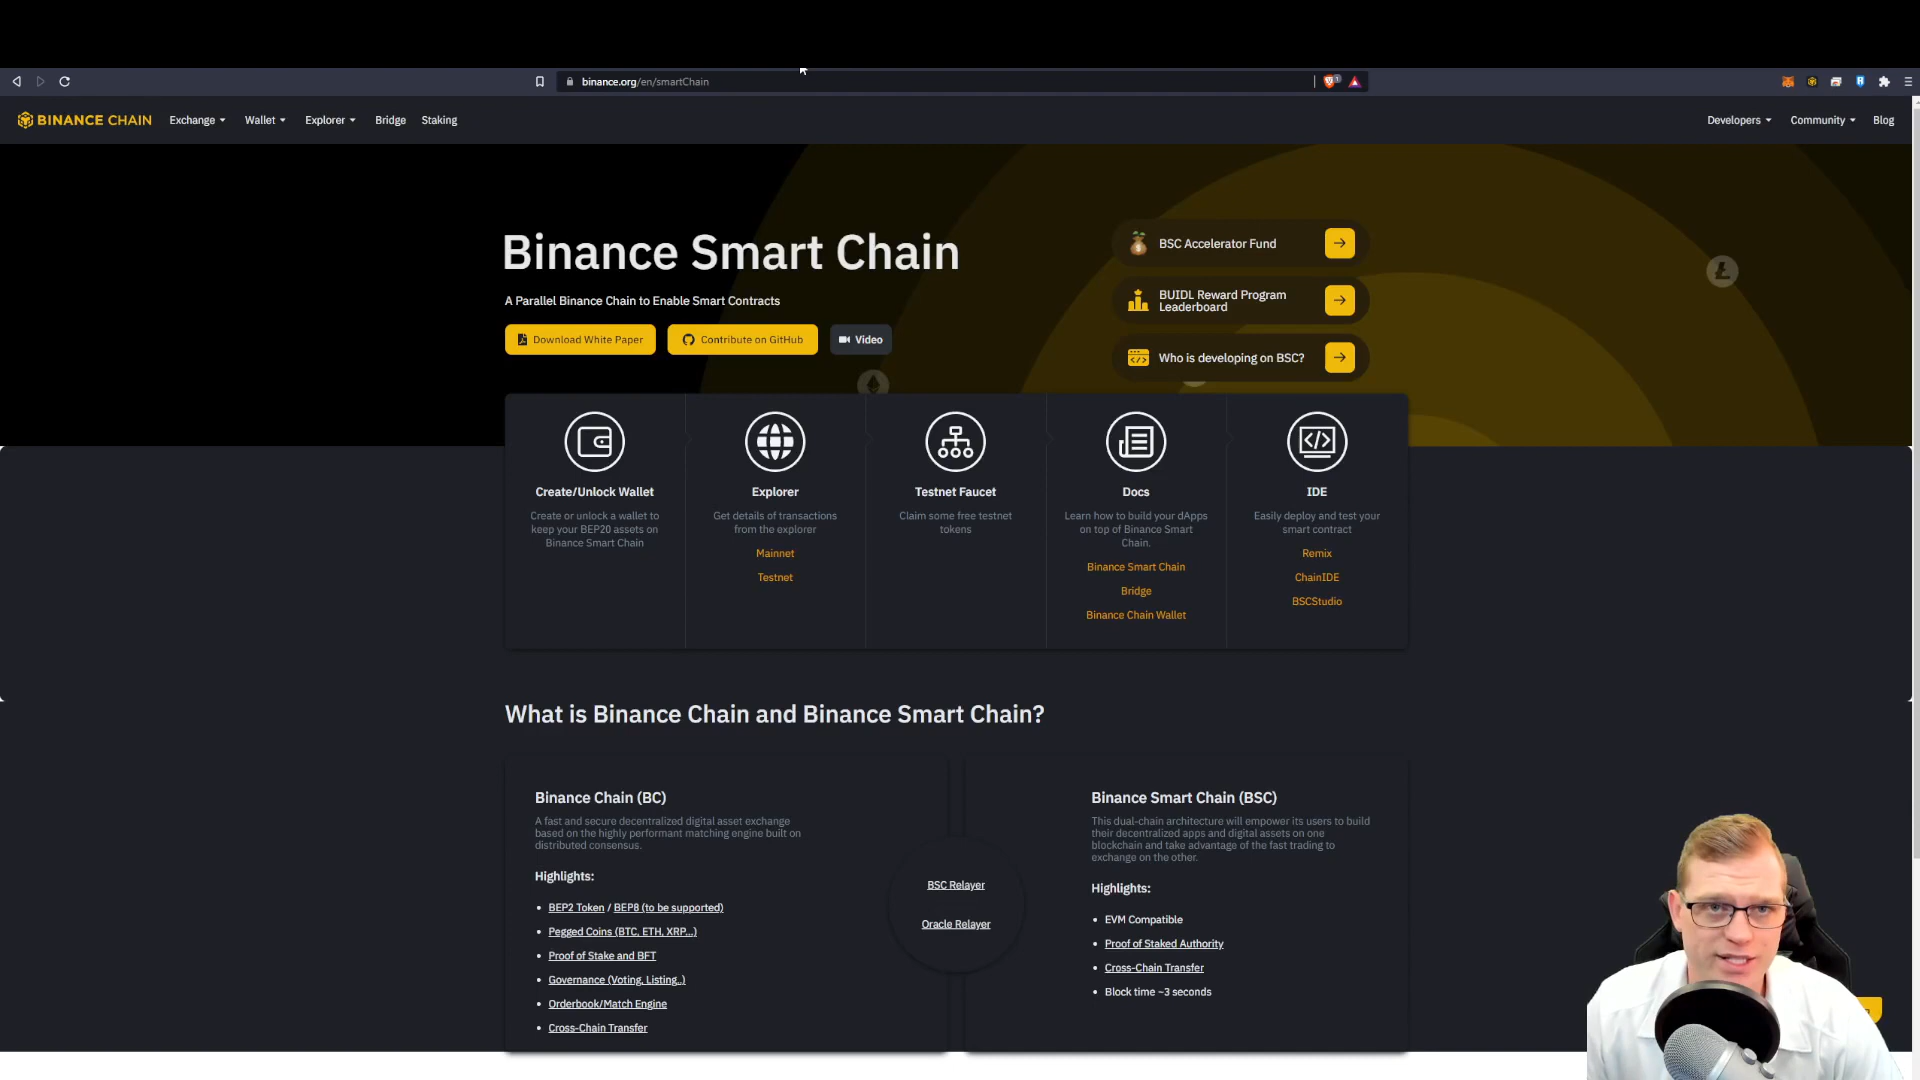 binance.org/en/smartChain
1
BINANCE CHAIN
Exchange
Wallet
Explorer
Bridge
Staking
Developers
Community
Blog
Binance Smart Chain
A Parallel Binance Chain to Enable Smart Contracts
Download White Paper
Contribute on GitHub
Video
BSC Accelerator Fund
BUIDL Reward Program
Leaderboard
Who is developing on BSC?
Create/Unlock Wallet
Create or unlock a wallet to
keep your BEP20 assets on
Binance Smart Chain
Explorer
Get details of transactions
from the explorer
Mainnet
Testnet
Testnet Faucet
Claim some free testnet
tokens
Docs
Learn how to build your dApps
on top of Binance Smart
Chain.
Binance Smart Chain
Bridge
Binance Chain Wallet
IDE
Easily deploy and test your
smart contract
Remix
ChainIDE
BSCStudio
What is Binance Chain and Binance Smart Chain?
Binance Chain (BC)
A fast and secure decentralized digital asset exchange
based on the highly performant matching engine built on
distributed consensus.
Highlights:
• BEP2 Token / BEP8 (to be supported)
• Pegged Coins (BTC, ETH, XRP...)
• Proof of Stake and BFT
• Governance (Voting, Listing..)
• Orderbook/Match Engine
• Cross-Chain Transfer
BSC Relayer
Oracle Relayer
Binance Smart Chain (BSC)
This dual-chain architecture will empower its users to build
their decentralized apps and digital assets on one
blockchain and take advantage of the fast trading to
exchange on the other.
Highlights:
• EVM Compatible
• Proof of Staked Authority
• Cross-Chain Transfer
• Block time ~3 seconds